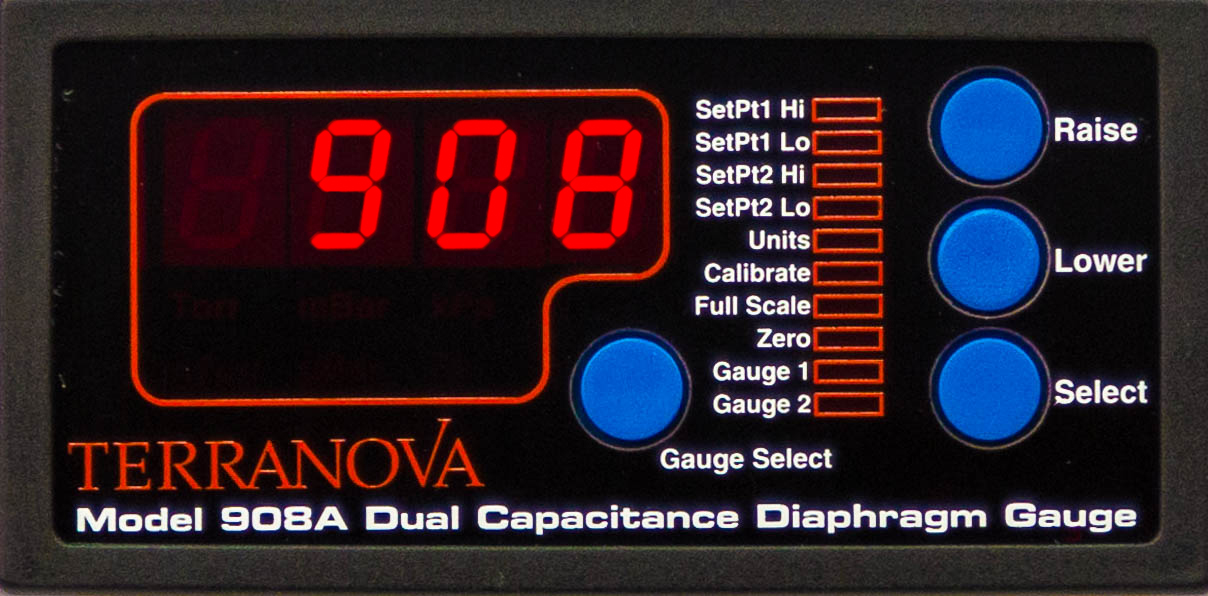 908
SetPt1 Hi
SetPt1 Lo
SetPt2 Hi
SetPt2 Lo
Units
Calibrate
Full Scale
Zero
Gauge 1
Gauge 2
Raise
Lower
Select
Gauge Select
TERRANOVA
Model 908A Dual Capacitance Diaphragm Gauge